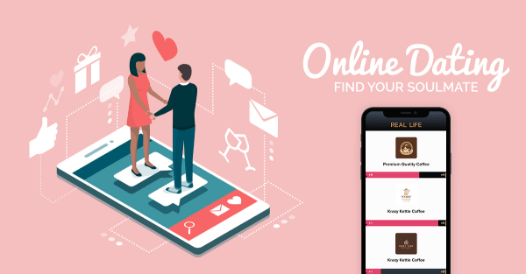 Online Dating
FIND YOUR SOULMATE
REAL LIFE
Premium Quality Coffee
Krazy Kettle Coffee
Krazy Kettle Coffee